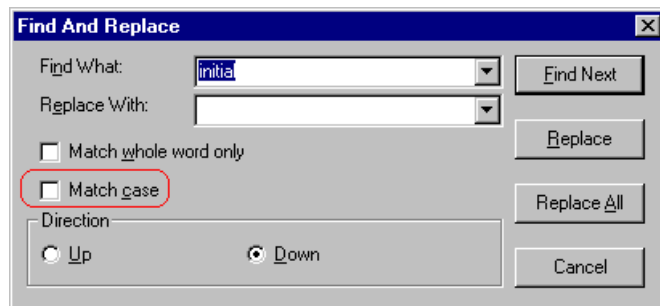 Find And Replace
Find What: initial Find Next
Replace With:
Replace
Match whole word only
Match case
Replace All
Direction
Up Down
Cancel